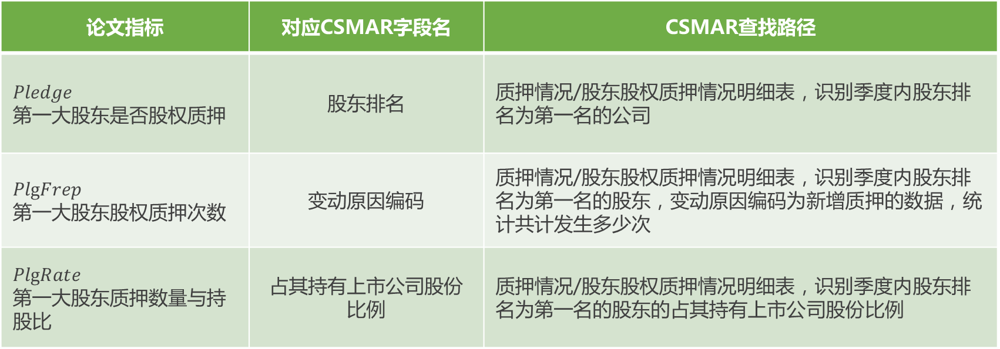 论文指标
对应CSMAR字段名
CSMAR查找路径
Pledge
第一大股东是否股权质押
股东排名
质押情况/股东股权质押情况明细表，识别季度内股东排
名为第一名的公司
PlgFrep
第一大股东股权质押次数
变动原因编码
质押情况/股东股权质押情况明细表，识别季度内股东排
名为第一名的股东，变动原因编码为新增质押的数据，统
计共计发生多少次
PlgRate
第一大股东质押数量与持
股比
占其持有上市公司股份
比例
质押情况/股东股权质押情况明细表，识别季度内股东排
名为第一名的股东的占其持有上市公司股份比例